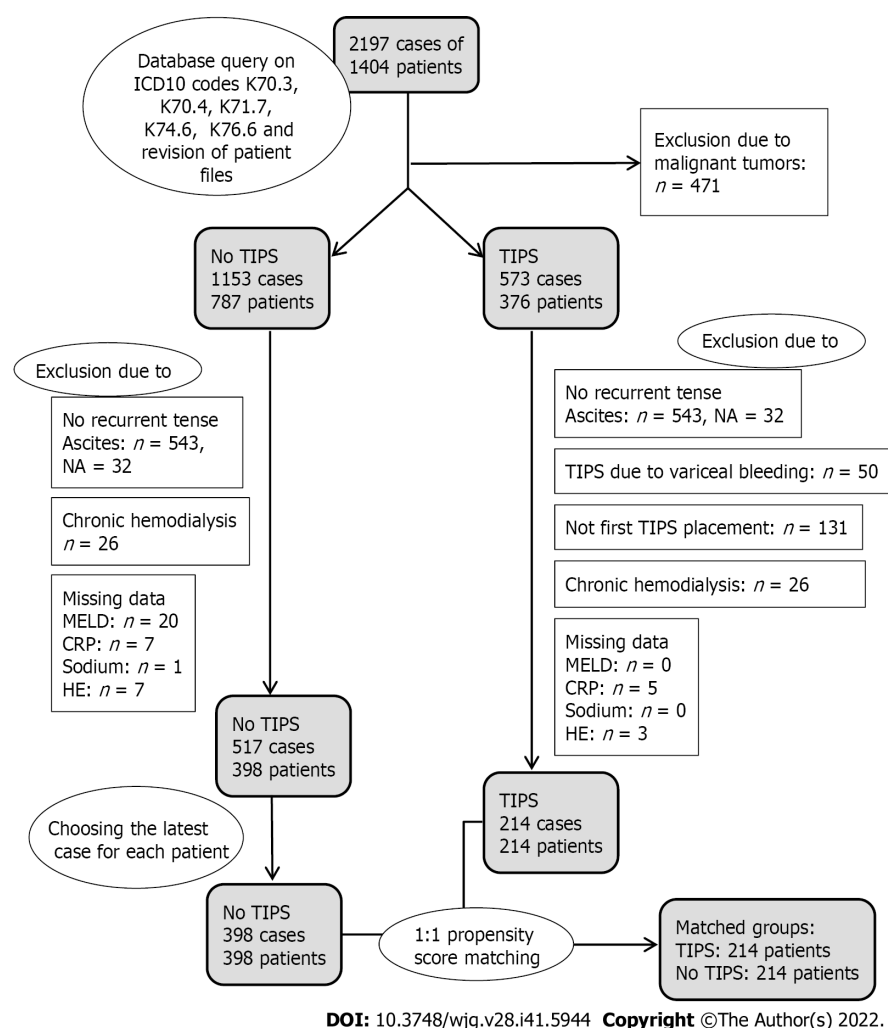 2197 cases of
1404 patients
Database query on
ICD10 codes K70.3,
K70.4, K71.7,
K74.6, K76.6 and
revision of patient
files
Exclusion due to
malignant tumors:
n = 471
No TIPS
1153 cases
787 patients
TIPS
573 cases
376 patients
Exclusion due to
No recurrent tense
Ascites: n = 543,
NA = 32
Chronic hemodialysis
n = 26
Missing data
MELD: n = 20
CRP: n = 7
Sodium: n = 1
HE: n = 7
Exclusion due to
No recurrent tense
Ascites: n = 543, NA = 32
TIPS due to variceal bleeding: n = 50
Not first TIPS placement: n = 131
Chronic hemodialysis: n = 26
Missing data
MELD: n = 0
CRP: n = 5
Sodium: n = 0
HE: n = 3
No TIPS
517 cases
398 patients
TIPS
214 cases
214 patients
Choosing the latest
case for each patient
No TIPS
398 cases
398 patients
1:1 propensity
score matching
Matched groups:
TIPS: 214 patients
No TIPS: 214 patients
DOI: 10.3748/wjg.v28.i41.5944 Copyright ©The Author(s) 2022.